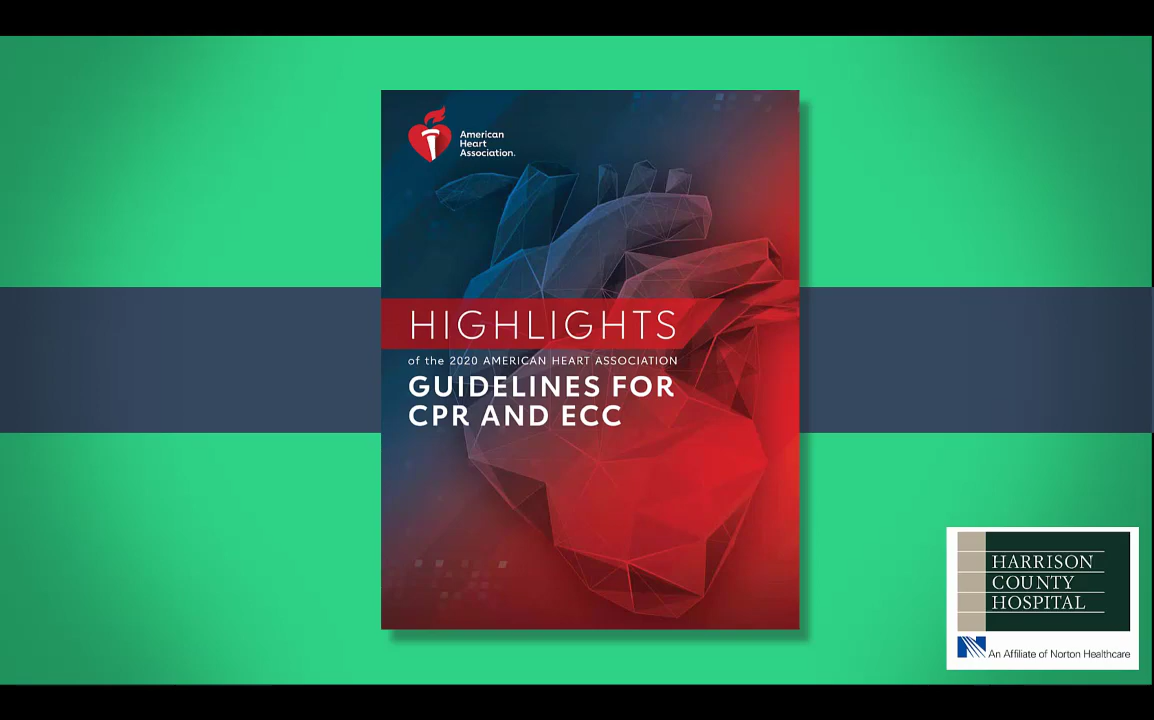 American
Heart
Association.
HIGHLIGHTS
of the 2020 AMERICAN HEART ASSOCIATION
GUIDELINES FOR
CPR AND ECC
HARRISON
COUNTY
HOSPITAL
An Affiliate of Norton Healthcare